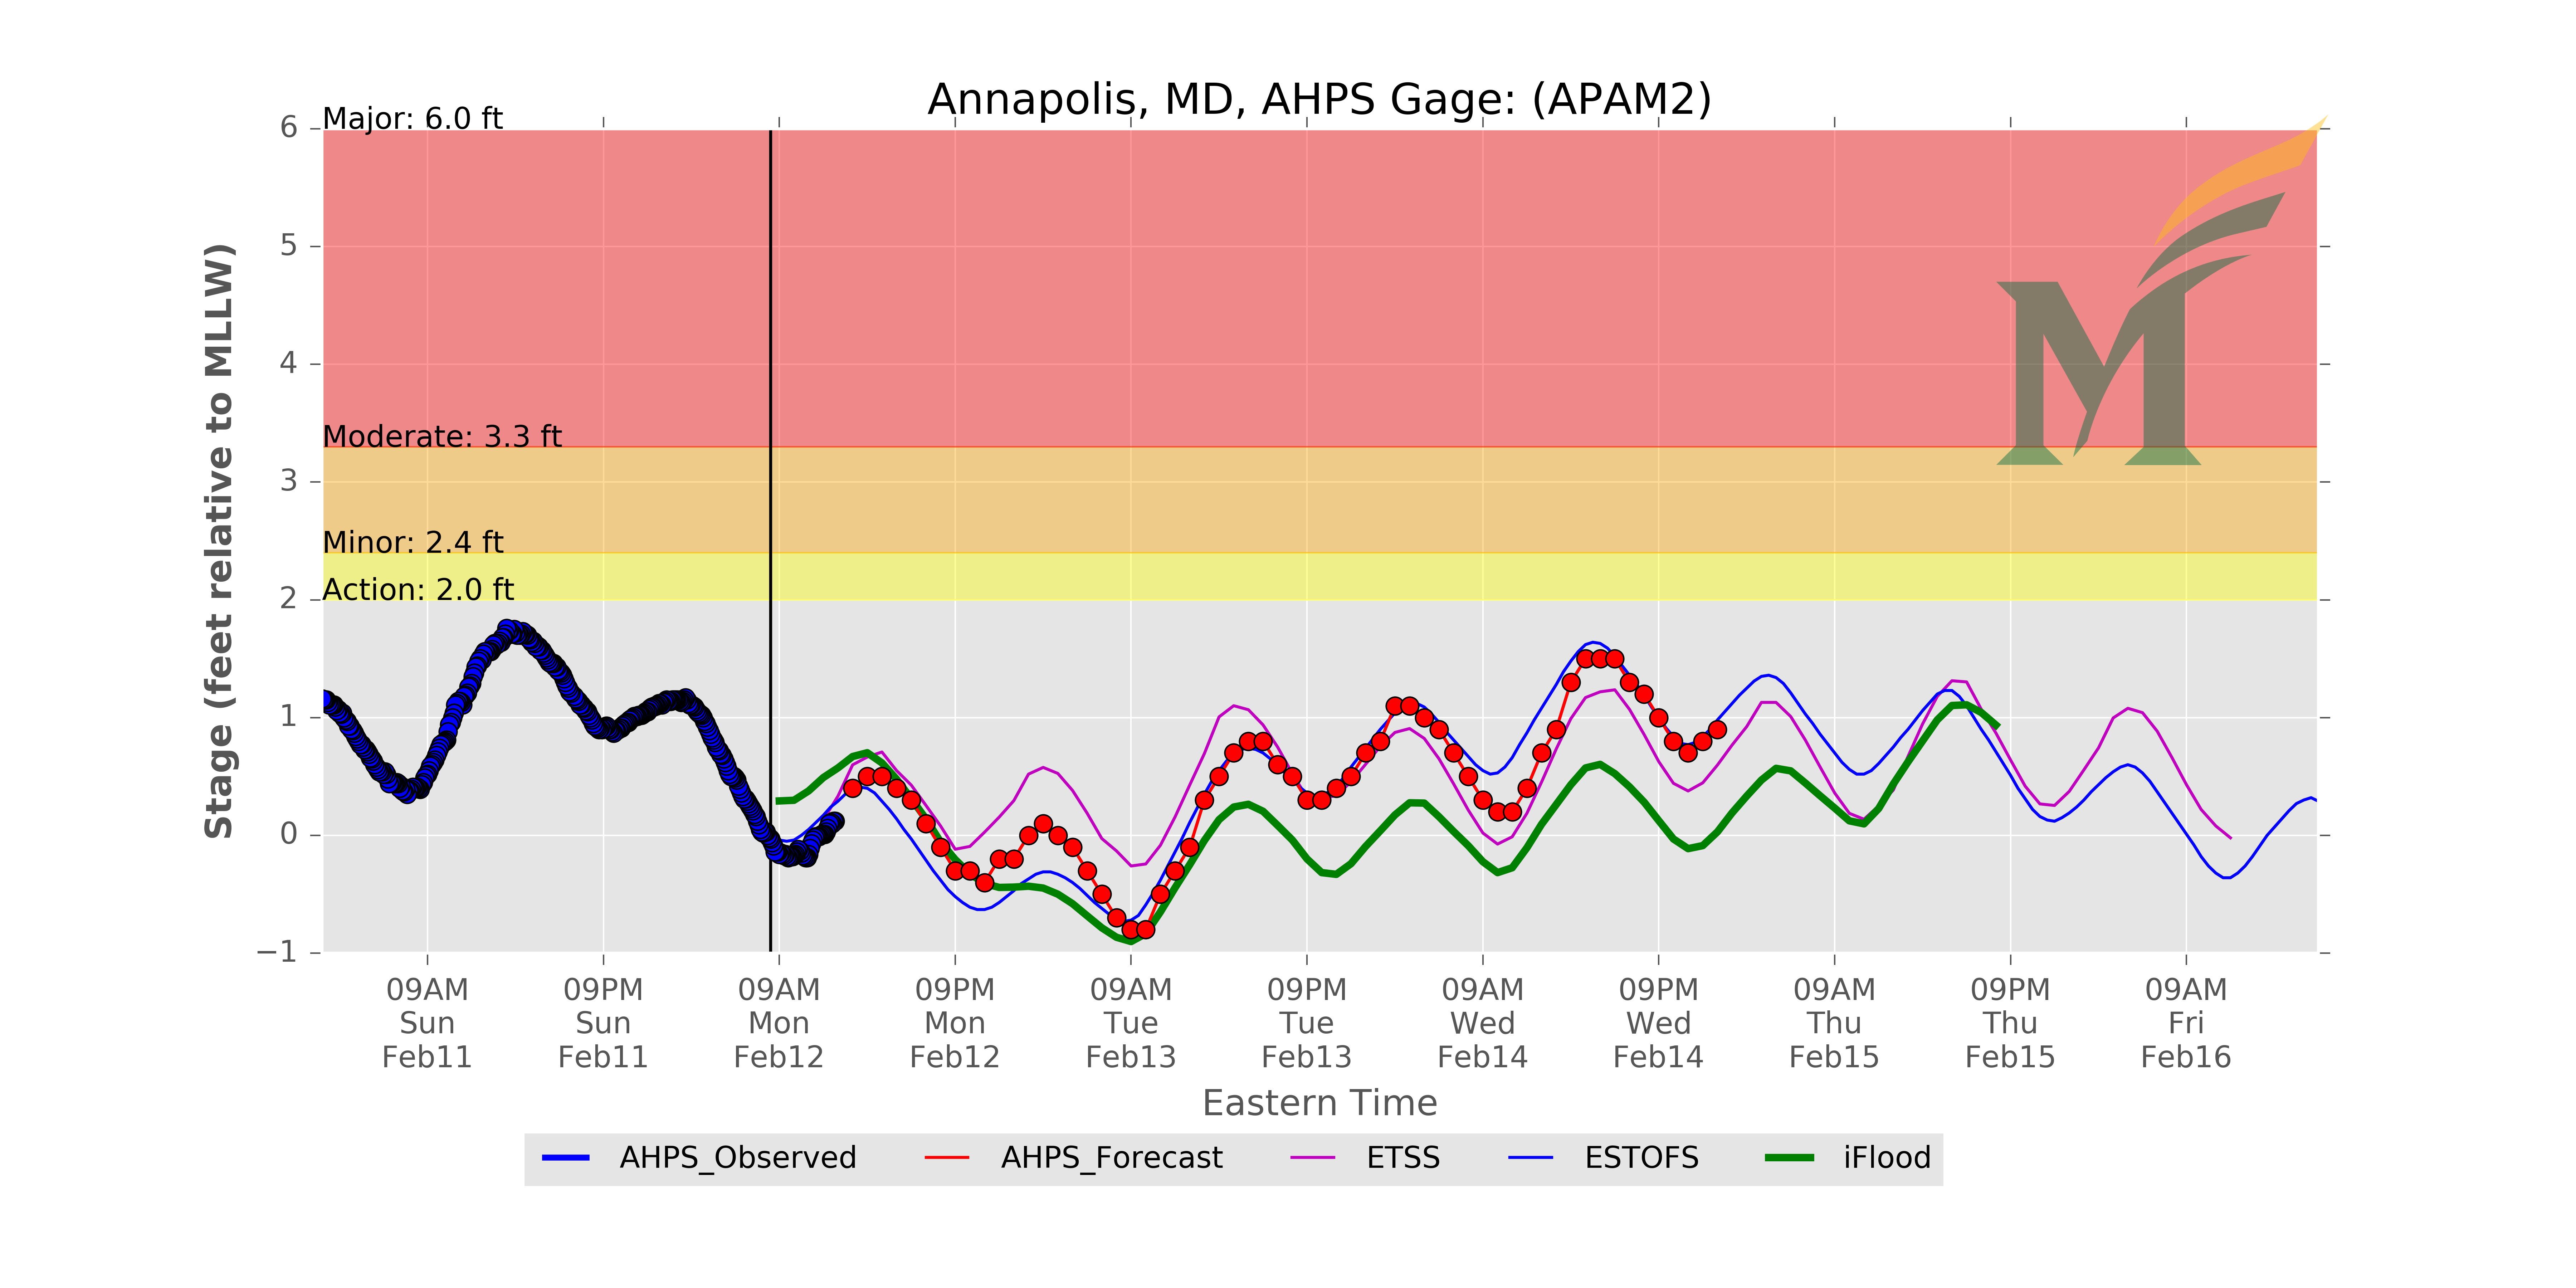 Annapolis, MD, AHPS Gage: (APAM2)
Major: 6.0 ft
Moderate: 3.3 ft
Minor: 2.4 ft
Action: 2.0 ft
Stage (feet relative to MLLW)
6
5
4
3
2
1
0
−1
09AM Sun Feb11
09PM Sun Feb11
09AM Mon Feb12
09PM Mon Feb12
09AM Tue Feb13
09PM Tue Feb13
09AM Wed Feb14
09PM Wed Feb14
09AM Thu Feb15
09PM Thu Feb15
09AM Fri Feb16
Eastern Time
AHPS_Observed
AHPS_Forecast
ETSS
ESTOFS
iFlood
M